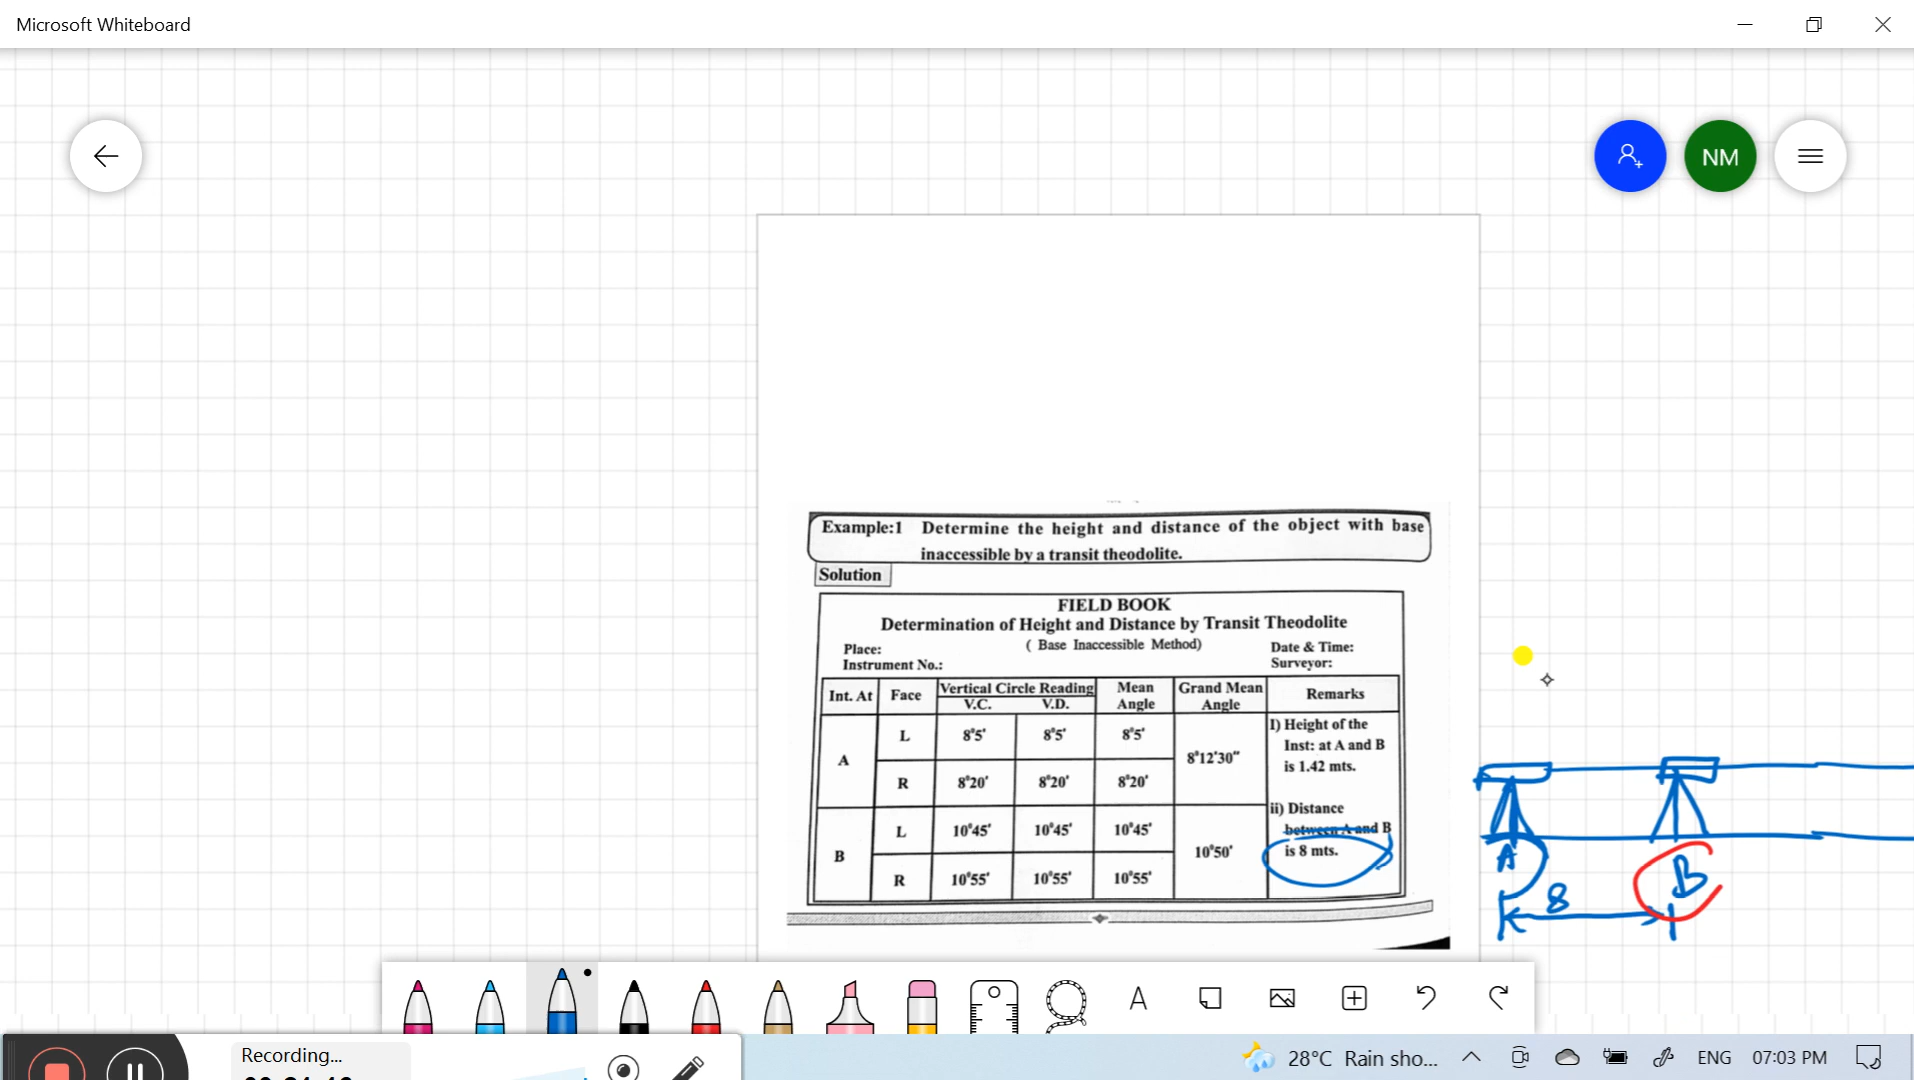 Microsoft Whiteboard
NM
Example:1 Determine the height and distance of the object with base
inaccessible by a transit theodolite.
Solution
FIELD BOOK
Determination of Height and Distance by Transit Theodolite
( Base Inaccessible Method)
Place:
Date & Time:
Instrument No.:
Surveyor:
Int. At Face Vertical Circle Reading Mean Angle Grand Mean Angle Remarks
V.C. V.D.
A L 8°5' 8°5' 8°5' 8°12'30"
R 8°20' 8°20' 8°20'
B L 10°45' 10°45' 10°45' 10°50'
R 10°55' 10°55' 10°55'
I) Height of the
Inst: at A and B
is 1.42 mts.
ii) Distance
between A and B
is 8 mts.
A
B
8
A
Recording...
28°C Rain sho...
ENG
07:03 PM